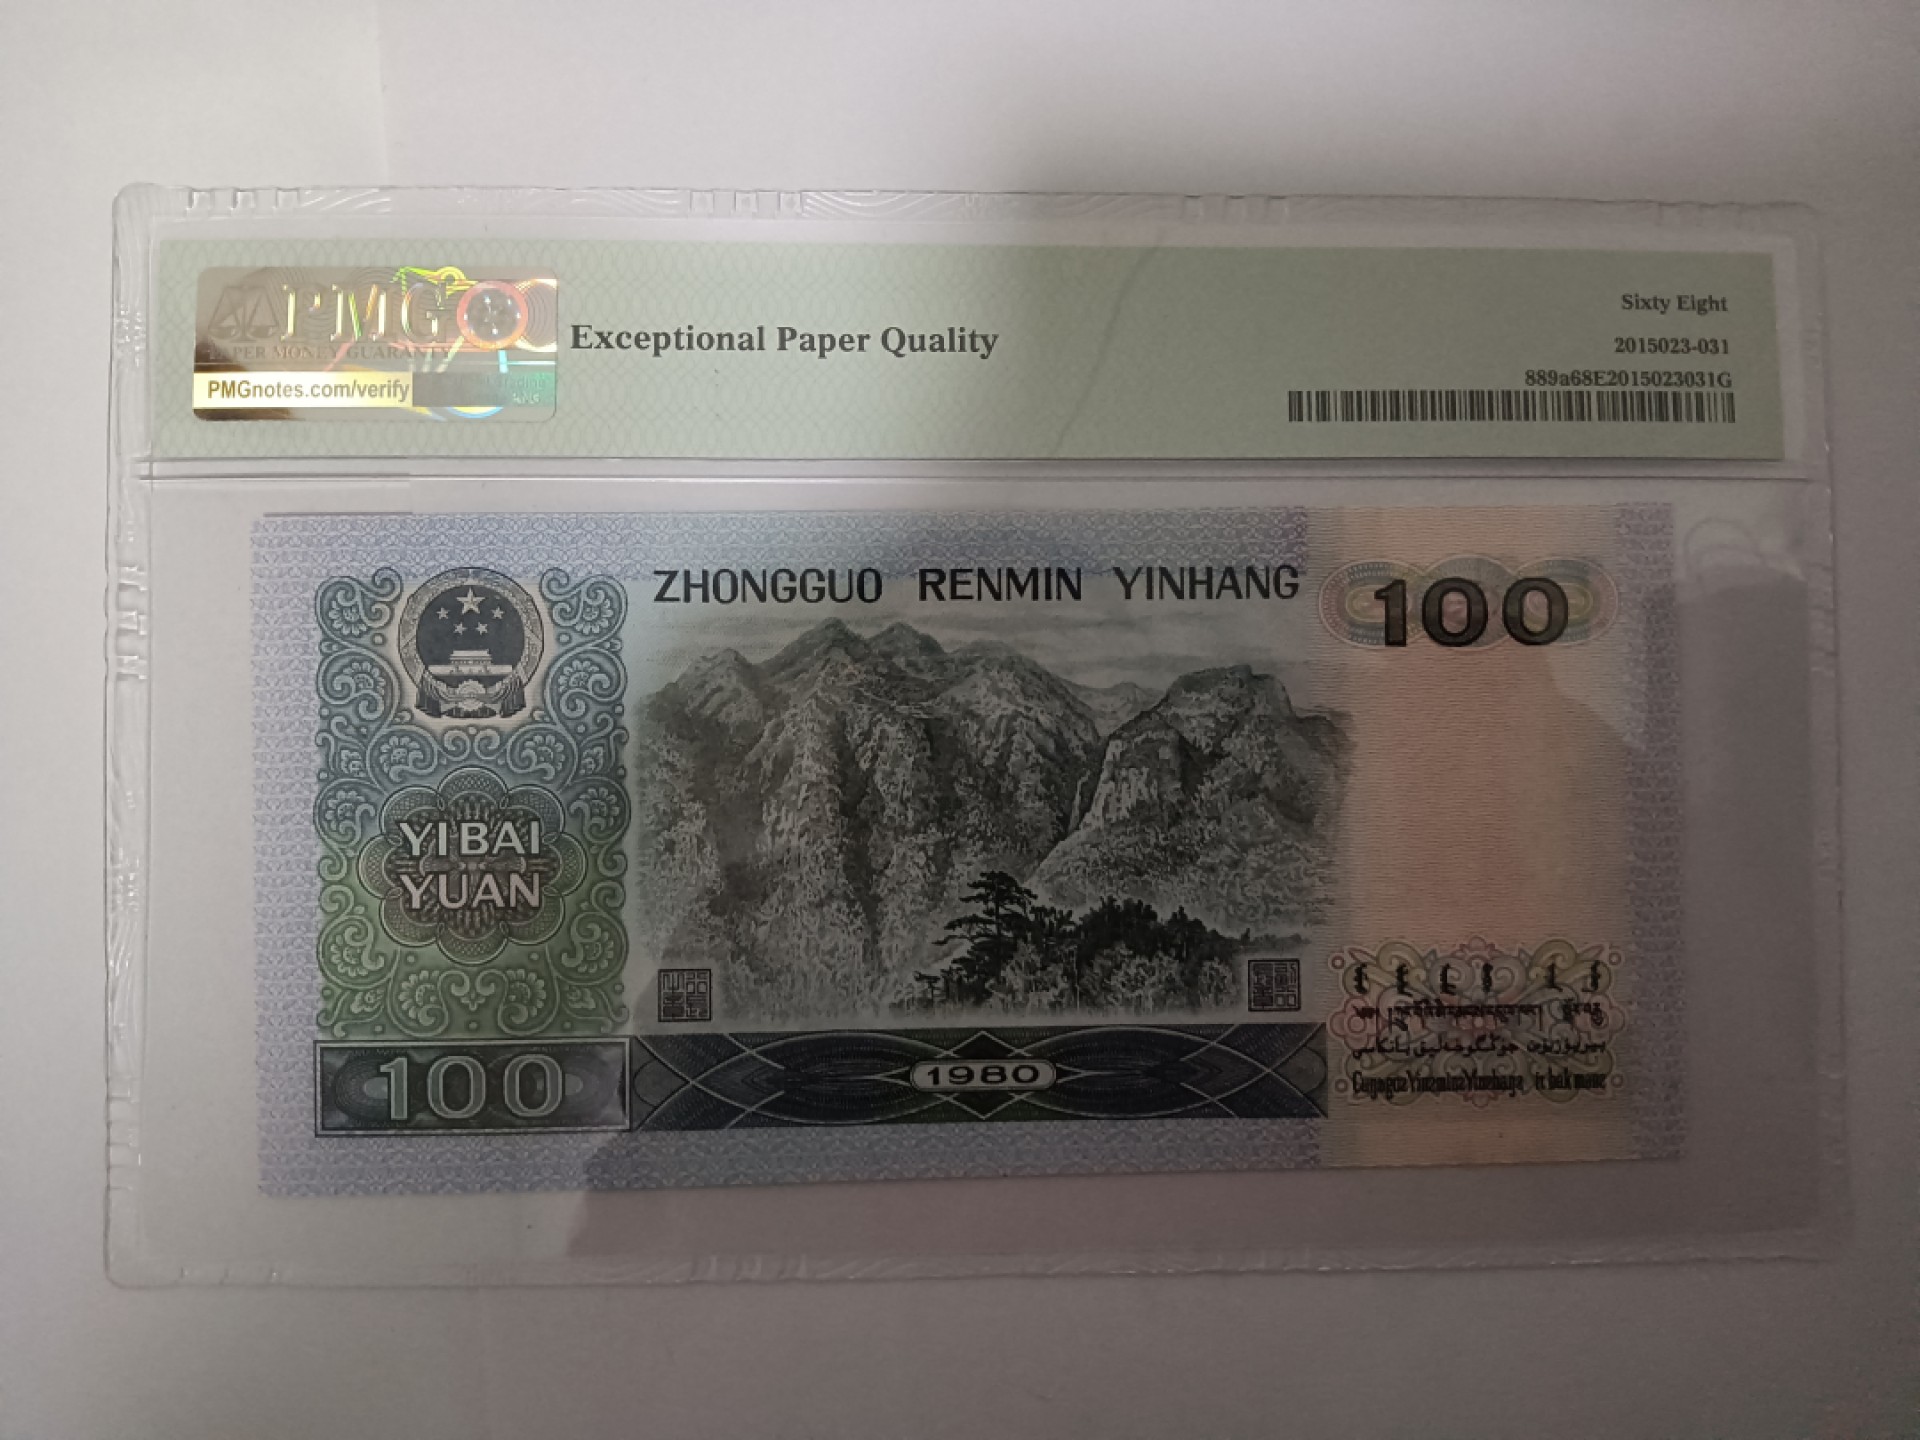 PMG
PAPER MONEY GUARANTY
PMGnotes.com/verify
Exceptional Paper Quality
Sixty Eight
2015023-031
889a68E2015023031G
ZHONGGUO RENMIN YINHANG
100
YI BAI
YUAN
100
1980